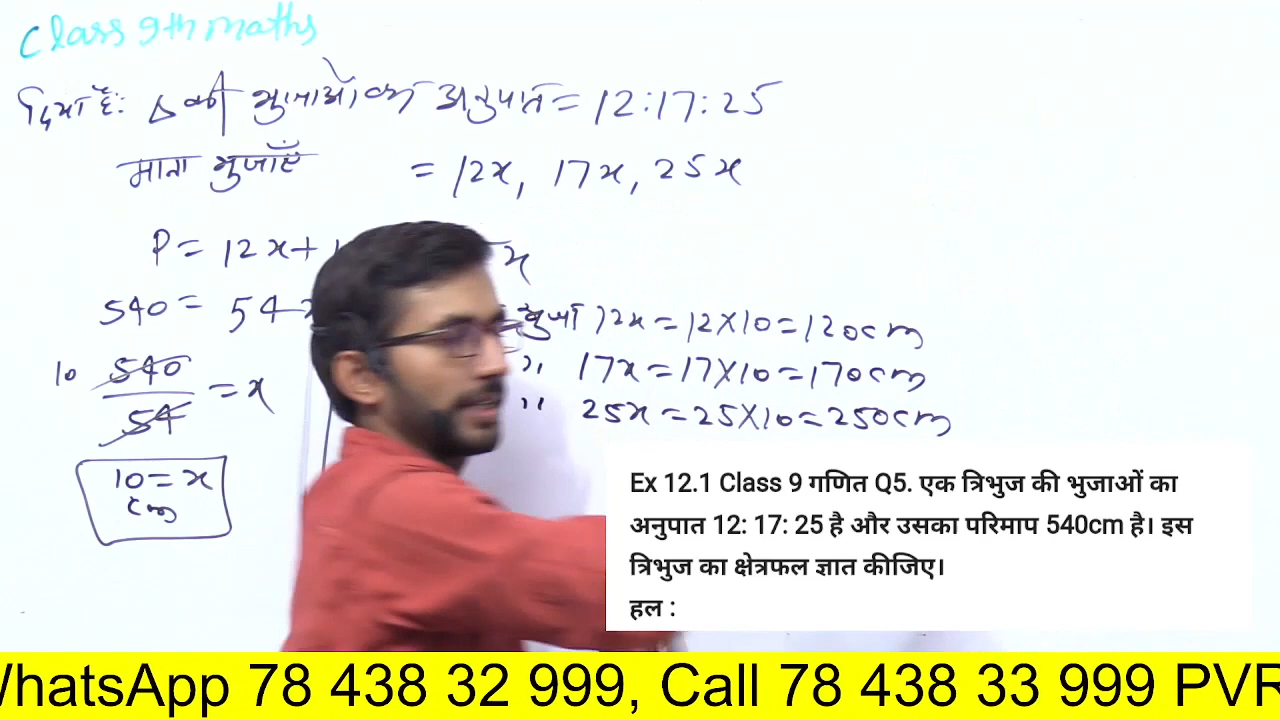 Class 9th maths
दिया है: Δ की भुजाओं का अनुपात = 12:17:25
माना भुजाएँ = 12x, 17x, 25x
P = 12x +
x
540 = 54
10 540/54 = x
10 = x
cm
भुजा 12x = 12×10 = 120cm
" 17x = 17×10 = 170cm
" 25x = 25×10 = 250cm
Ex 12.1 Class 9 गणित Q5. एक त्रिभुज की भुजाओं का
अनुपात 12: 17: 25 है और उसका परिमाप 540cm है। इस
त्रिभुज का क्षेत्रफल ज्ञात कीजिए।
हल :
WhatsApp 78 438 32 999, Call 78 438 33 999 PVR